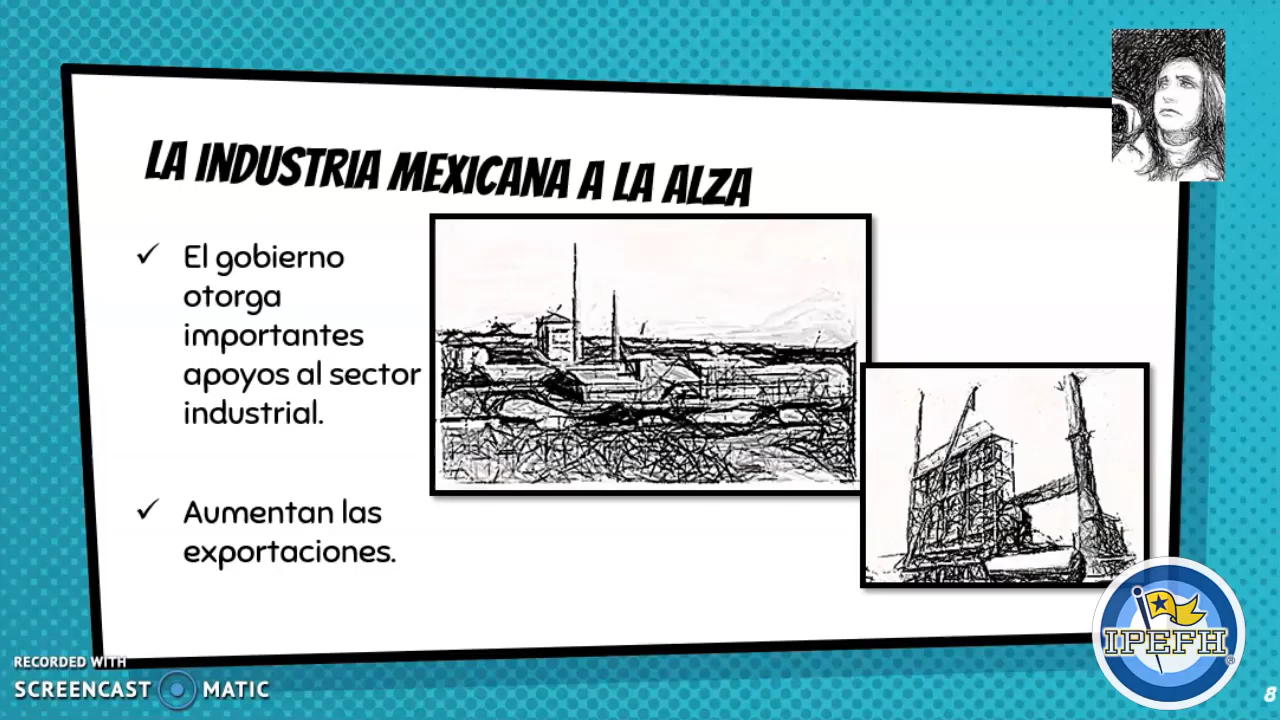 LA INDUSTRIA MEXICANA A LA ALZA
El gobierno
otorga
importantes
apoyos al sector
industrial.
Aumentan las
exportaciones.
IPEFH
®
RECORDED WITH
SCREENCAST MATIC
8